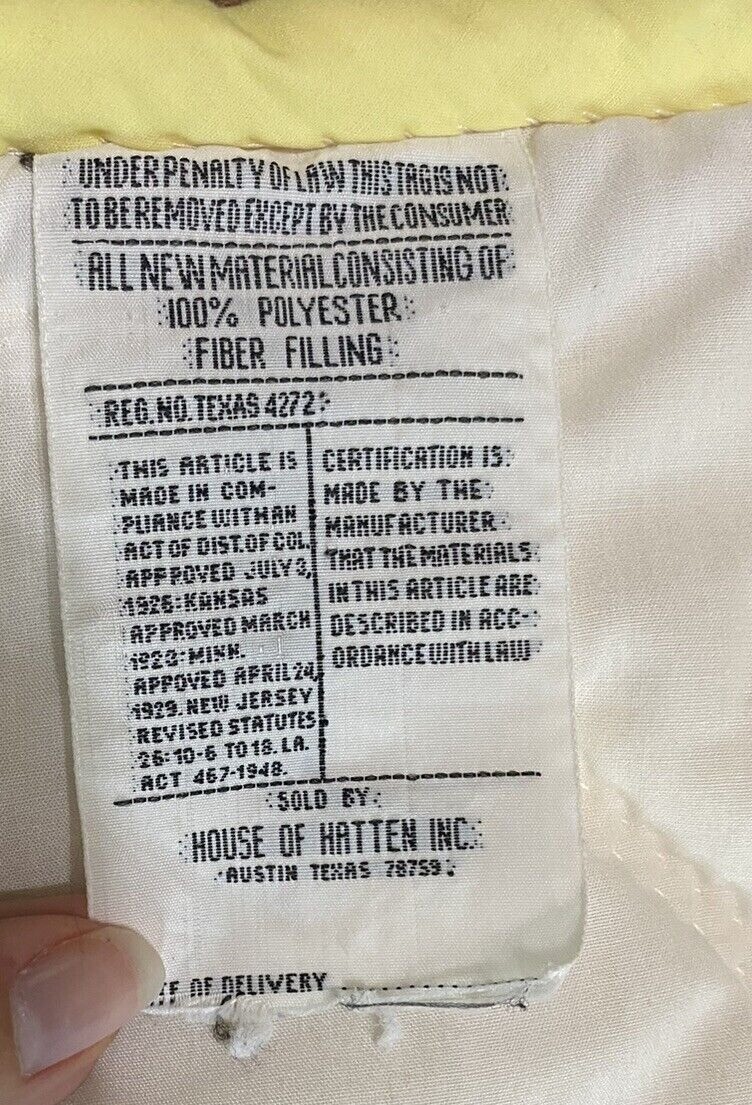 UNDER PENALTY OF LAW THIS TAG IS NOT
TO BE REMOVED EXCEPT BY THE CONSUMER
ALL NEW MATERIAL CONSISTING OF
100% POLYESTER
FIBER FILLING
REG. NO. TEXAS 4272
THIS ARTICLE IS
MADE IN COM-
PLIANCE WITH AN
ACT OF DIST. OF COL.
APPROVED JULY 3,
1926: KANSAS
APPROVED MARCH
1923: MINN.
APPOVED APRIL 24,
1929. NEW JERSEY
REVISED STATUTES
26:10-6 TO 18. LA.
ACT 467-1948.
CERTIFICATION IS:
MADE BY THE
MANUFACTURER
THAT THE MATERIALS
IN THIS ARTICLE ARE
DESCRIBED IN ACC-
ORDANCE WITH LAW
SOLD BY:
HOUSE OF HATTEN INC.
AUSTIN TEXAS 78759
OF DELIVERY